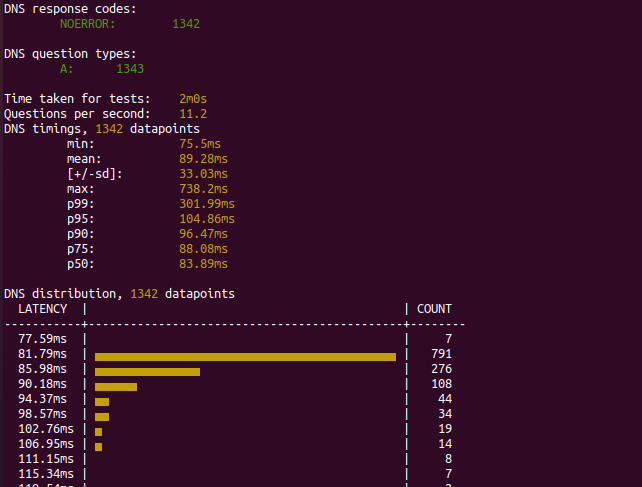 DNS response codes:
NOERROR: 1342
DNS question types:
A: 1343
Time taken for tests: 2m0s
Questions per second: 11.2
DNS timings, 1342 datapoints
min: 75.5ms
mean: 89.28ms
[+/-sd]: 33.03ms
max: 738.2ms
p99: 301.99ms
p95: 104.86ms
p90: 96.47ms
p75: 88.08ms
p50: 83.89ms
DNS distribution, 1342 datapoints
LATENCY | | COUNT
-----------+---------------------------------------------+--------
77.59ms | | 7
81.79ms | | 791
85.98ms | | 276
90.18ms | | 108
94.37ms | | 44
98.57ms | | 34
102.76ms | | 19
106.95ms | | 14
111.15ms | | 8
115.34ms | | 7